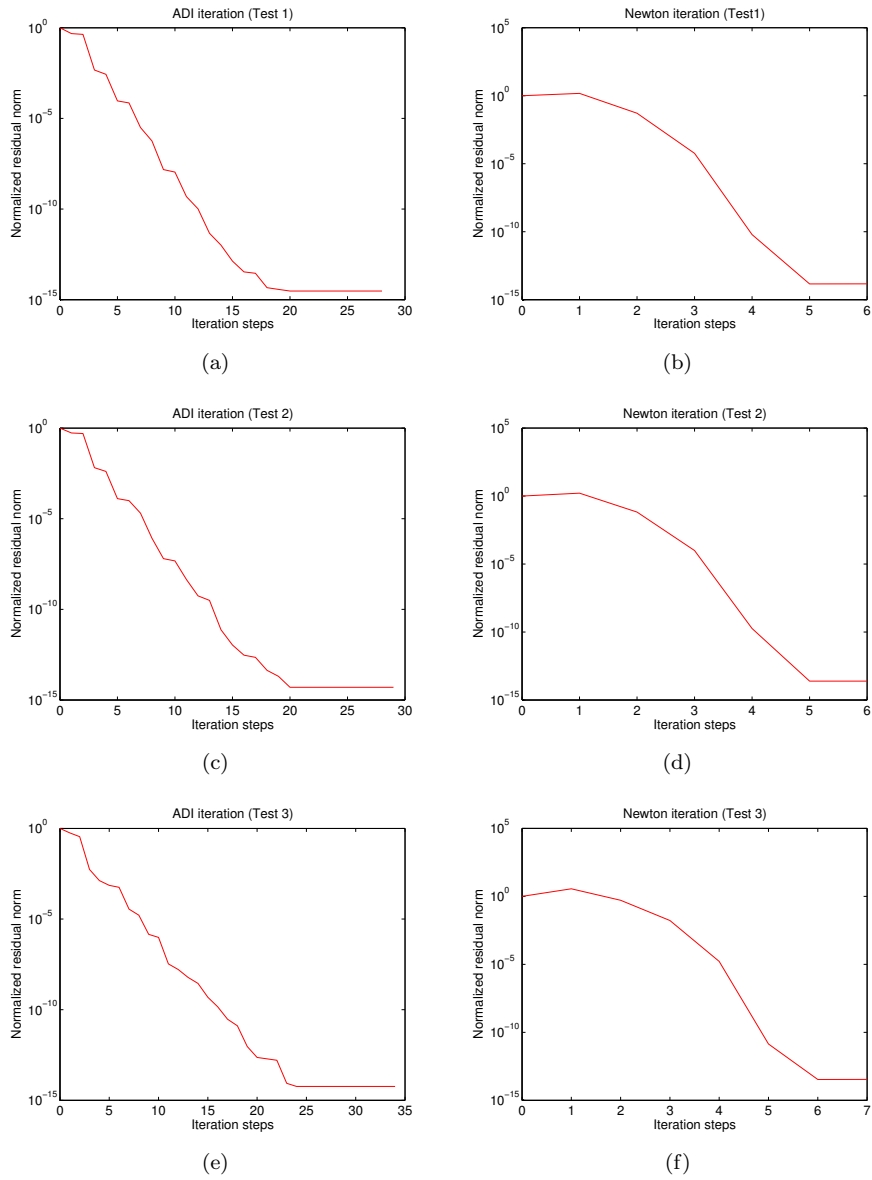 ADI iteration (Test 1)
Normalized residual norm
10^0
10^−5
10^−10
10^−15
0 5 10 15 20 25 30
Iteration steps
(a)
Newton iteration (Test1)
Normalized residual norm
10^5
10^0
10^−5
10^−10
10^−15
0 1 2 3 4 5 6
Iteration steps
(b)
ADI iteration (Test 2)
Normalized residual norm
10^0
10^−5
10^−10
10^−15
0 5 10 15 20 25 30
Iteration steps
(c)
Newton iteration (Test 2)
Normalized residual norm
10^5
10^0
10^−5
10^−10
10^−15
0 1 2 3 4 5 6
Iteration steps
(d)
ADI iteration (Test 3)
Normalized residual norm
10^0
10^−5
10^−10
10^−15
0 5 10 15 20 25 30 35
Iteration steps
(e)
Newton iteration (Test 3)
Normalized residual norm
10^5
10^0
10^−5
10^−10
10^−15
0 1 2 3 4 5 6 7
Iteration steps
(f)